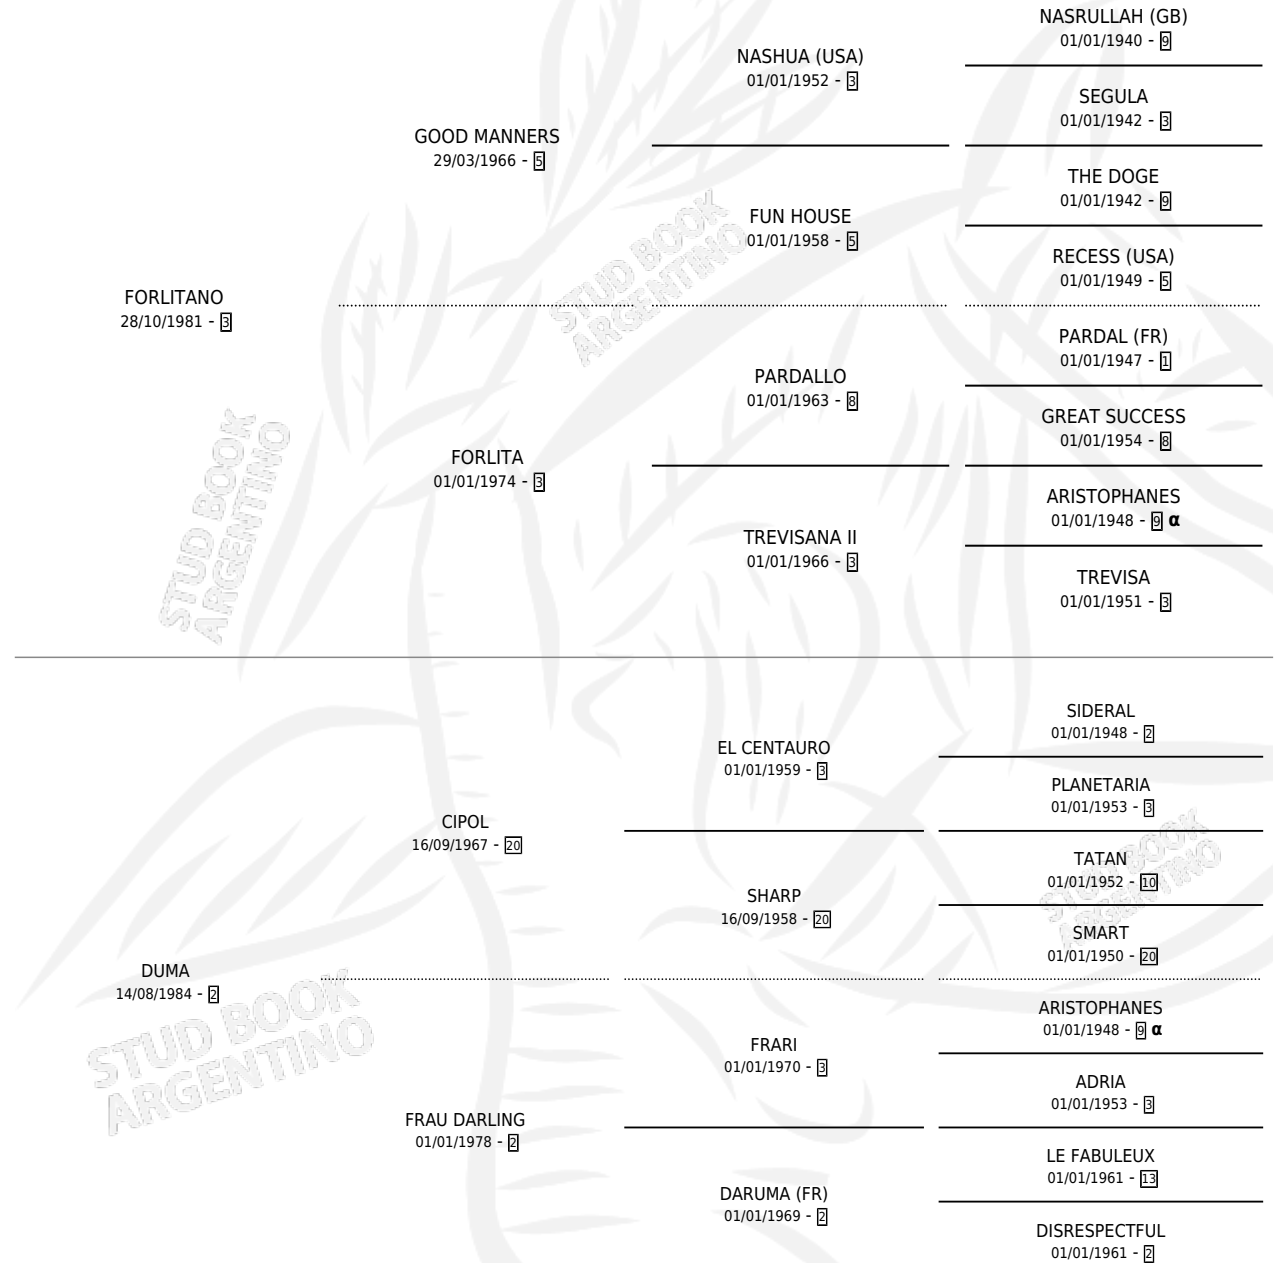 NASRULLAH (GB)
01/01/1940 - 9
NASHUA (USA)
01/01/1952 - 3
SEGULA
01/01/1942 - 3
GOOD MANNERS
29/03/1966 - 5
THE DOGE
01/01/1942 - 9
FUN HOUSE
01/01/1958 - 5
RECESS (USA)
01/01/1949 - 5
FORLITANO
28/10/1981 - 3
PARDAL (FR)
01/01/1947 - 1
PARDALLO
01/01/1963 - 8
GREAT SUCCESS
01/01/1954 - 8
FORLITA
01/01/1974 - 3
ARISTOPHANES
01/01/1948 - 9 α
TREVISANA II
01/01/1966 - 3
TREVISA
01/01/1951 - 3
SIDERAL
01/01/1948 - 2
EL CENTAURO
01/01/1959 - 3
PLANETARIA
01/01/1953 - 3
CIPOL
16/09/1967 - 20
TATAN
01/01/1952 - 10
SHARP
16/09/1958 - 20
SMART
01/01/1950 - 20
DUMA
14/08/1984 - 2
ARISTOPHANES
01/01/1948 - 9 α
FRARI
01/01/1970 - 3
ADRIA
01/01/1953 - 3
FRAU DARLING
01/01/1978 - 2
LE FABULEUX
01/01/1961 - 13
DARUMA (FR)
01/01/1969 - 2
DISRESPECTFUL
01/01/1961 - 2
STUD BOOK
ARGENTINO
STUD BOOK
ARGENTINO
STUD BOOK
ARGENTINO
STUD BOOK
ARGENTINO